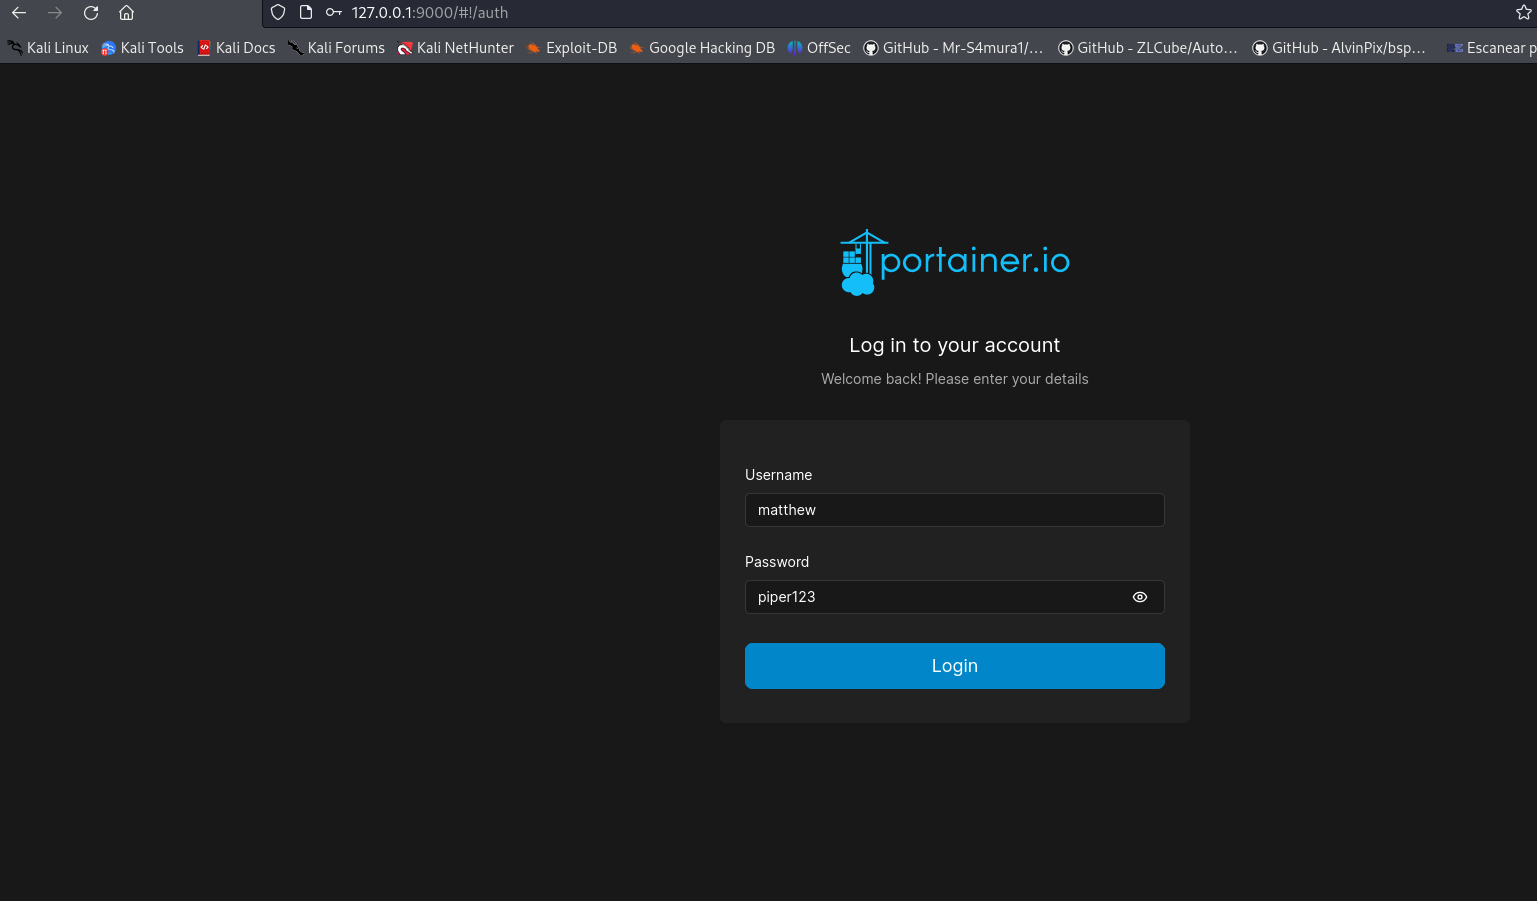 127.0.0.1:9000/#!/auth
Kali Linux Kali Tools Kali Docs Kali Forums Kali NetHunter Exploit-DB Google Hacking DB OffSec GitHub - Mr-S4mura1/... GitHub - ZLCube/Auto... GitHub - AlvinPix/bsp... Escanear p
portainer.io
Log in to your account
Welcome back! Please enter your details
Username
matthew
Password
piper123
Login